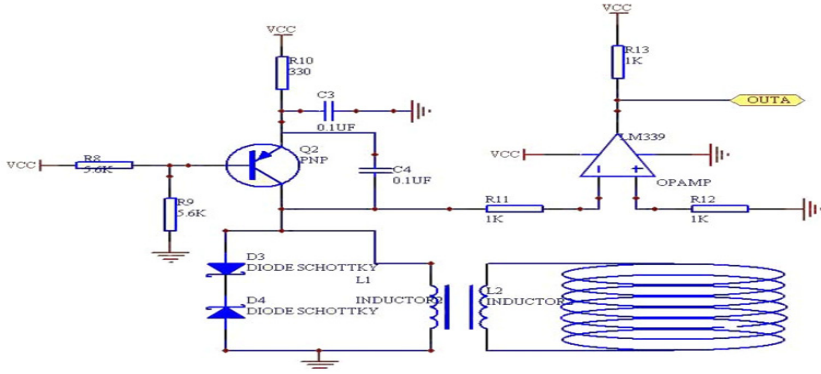 VCC
R10
330
C3
0.1UF
Q2
PNP
C4
0.1UF
VCC
R8
5.6K
R9
5.6K
D3
DIODE SCHOTTKY
D4
DIODE SCHOTTKY
L1
INDUCTOR2
L2
INDUCTOR2
R11
1K
R12
1K
VCC
R13
1K
OUTA
LM339
VCC
OPAMP